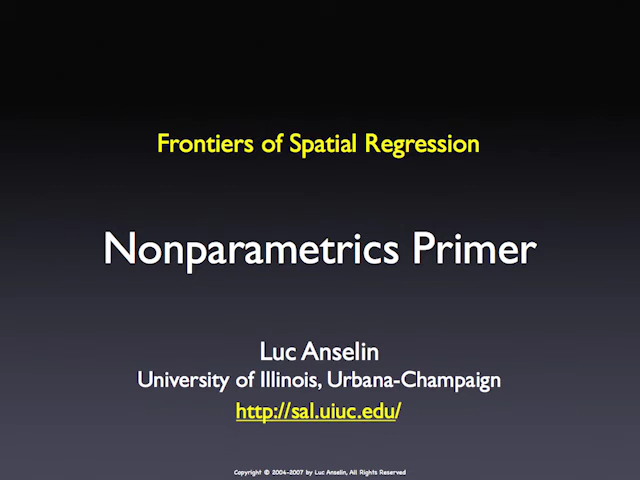 Frontiers of Spatial Regression
Nonparametrics Primer
Luc Anselin
University of Illinois, Urbana-Champaign
http://sal.uiuc.edu/
Copyright © 2004-2007 by Luc Anselin, All Rights Reserved